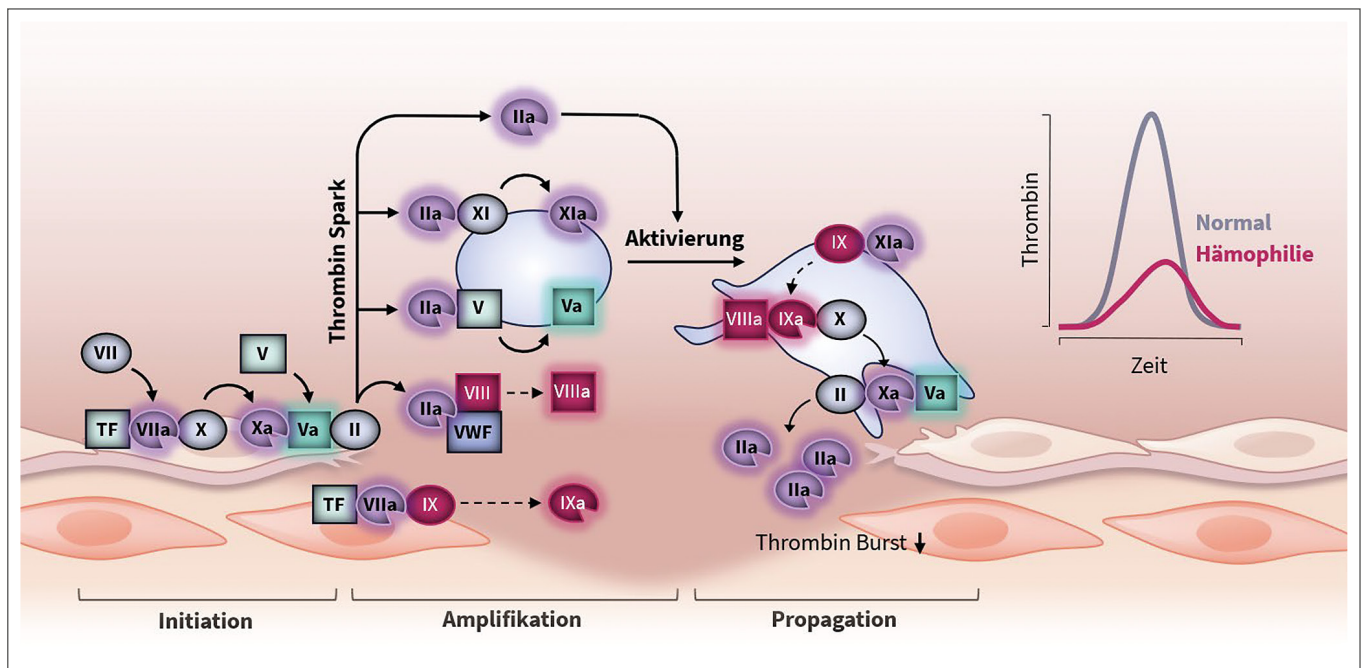 VII
V
TF
VIIa
X
Xa
Va
II
Thrombin Spark
IIa
IIa
XI
XIa
IIa
V
Va
IIa
VIII
VWF
VIIIa
TF
VIIa
IX
IXa
Aktivierung
IX
XIa
VIIIa
IXa
X
II
Xa
Va
IIa
IIa
IIa
Thrombin Burst
Thrombin
Normal
Hämophilie
Zeit
Initiation
Amplifikation
Propagation